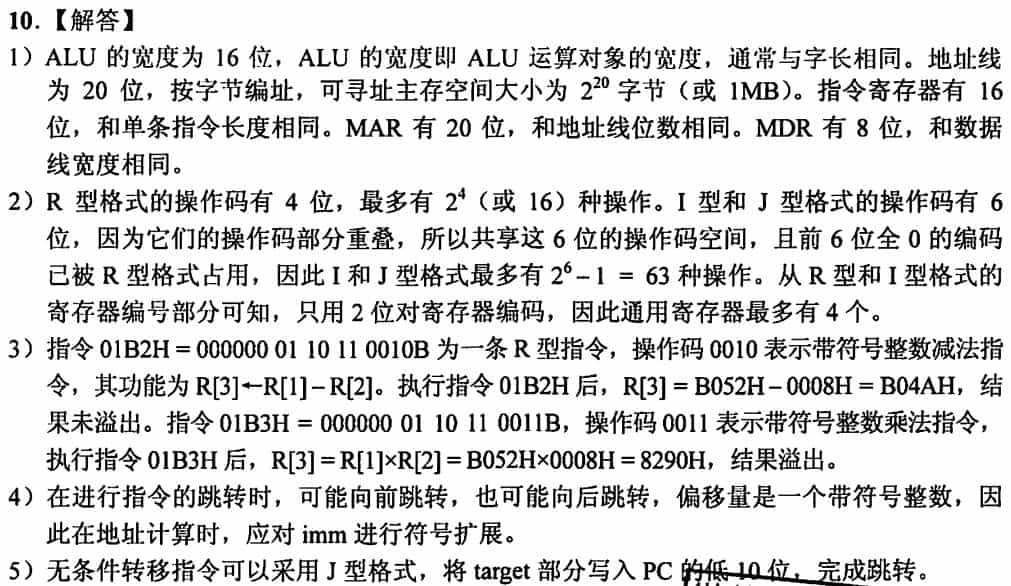 10.【解答】
1）ALU 的宽度为 16 位，ALU 的宽度即 ALU 运算对象的宽度，通常与字长相同。地址线
为 20 位，按字节编址，可寻址主存空间大小为 2²⁰ 字节（或 1MB）。指令寄存器有 16
位，和单条指令长度相同。MAR 有 20 位，和地址线位数相同。MDR 有 8 位，和数据
线宽度相同。
2）R 型格式的操作码有 4 位，最多有 2⁴（或 16）种操作。I 型和 J 型格式的操作码有 6
位，因为它们的操作码部分重叠，所以共享这 6 位的操作码空间，且前 6 位全 0 的编码
已被 R 型格式占用，因此 I 和 J 型格式最多有 2⁶ – 1 = 63 种操作。从 R 型和 I 型格式的
寄存器编号部分可知，只用 2 位对寄存器编码，因此通用寄存器最多有 4 个。
3）指令 01B2H = 000000 01 10 11 0010B 为一条 R 型指令，操作码 0010 表示带符号整数减法指
令，其功能为 R[3]←R[1] – R[2]。执行指令 01B2H 后，R[3] = B052H – 0008H = B04AH，结
果未溢出。指令 01B3H = 000000 01 10 11 0011B，操作码 0011 表示带符号整数乘法指令，
执行指令 01B3H 后，R[3] = R[1]×R[2] = B052H×0008H = 8290H，结果溢出。
4）在进行指令的跳转时，可能向前跳转，也可能向后跳转，偏移量是一个带符号整数，因
此在地址计算时，应对 imm 进行符号扩展。
5）无条件转移指令可以采用 J 型格式，将 target 部分写入 PC 的低 10 位，完成跳转。